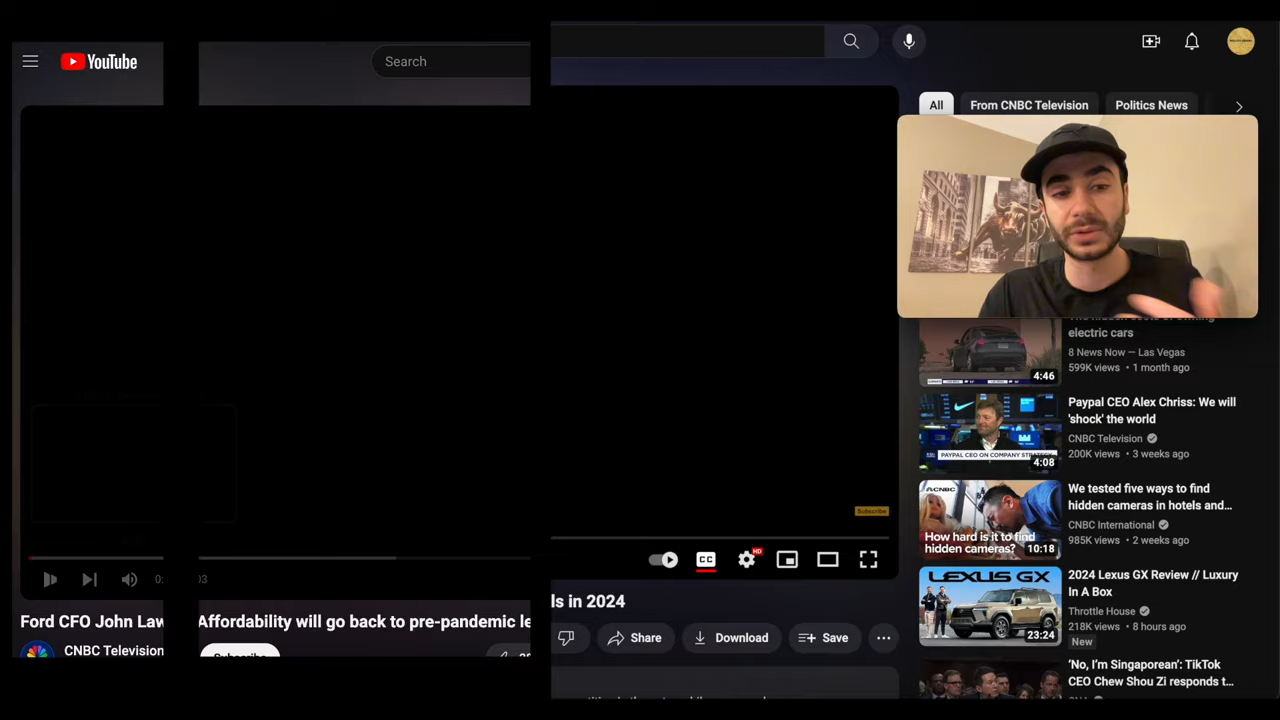 YouTube
Search
All
From CNBC Television
Politics News
electric cars
8 News Now — Las Vegas
599K views • 1 month ago
4:46
Paypal CEO Alex Chriss: We will
'shock' the world
CNBC Television
200K views • 3 weeks ago
PAYPAL CEO ON COMPANY STRATEGY
4:08
We tested five ways to find
hidden cameras in hotels and...
CNBC International
985K views • 2 weeks ago
CNBC
How hard is it to find
hidden cameras?
10:18
2024 Lexus GX Review // Luxury
In A Box
Throttle House
218K views • 8 hours ago
New
LEXUS GX
23:24
'No, I'm Singaporean': TikTok
CEO Chew Shou Zi responds t...
Subscribe
CC
HD
0:
03
Ford CFO John Law
Affordability will go back to pre-pandemic le
ls in 2024
CNBC Television
Share
Download
Save